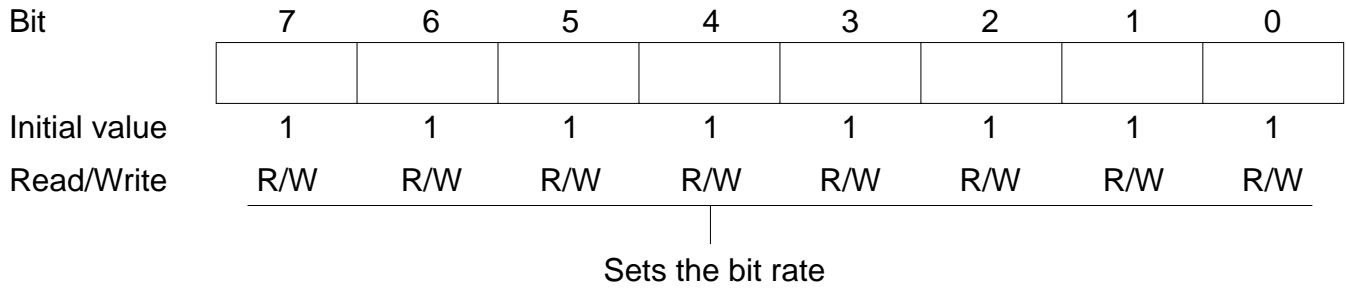 Bit 7 6 5 4 3 2 1 0
Initial value 1 1 1 1 1 1 1 1
Read/Write R/W R/W R/W R/W R/W R/W R/W R/W
Sets the bit rate